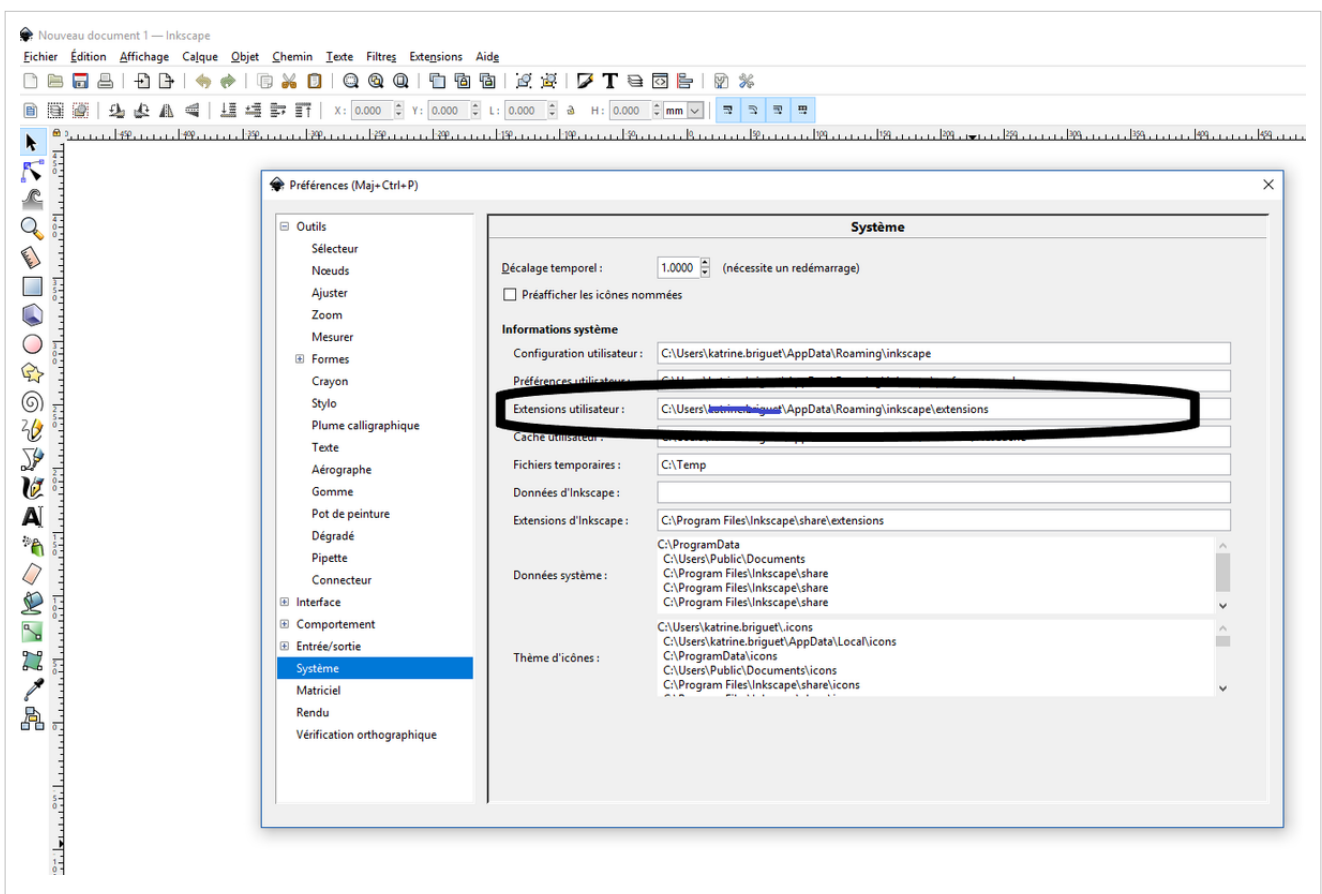 Nouveau document 1 — Inkscape
Fichier Édition Affichage Calque Objet Chemin Texte Filtres Extensions Aide
X: 0.000 Y: 0.000 L: 0.000 H: 0.000 mm
Préférences (Maj+Ctrl+P)
Outils
Sélecteur
Nœuds
Ajuster
Zoom
Mesurer
Formes
Crayon
Stylo
Plume calligraphique
Texte
Aérographe
Gomme
Pot de peinture
Dégradé
Pipette
Connecteur
Interface
Comportement
Entrée/sortie
Système
Matriciel
Rendu
Vérification orthographique
Système
Décalage temporel : 1.0000 (nécessite un redémarrage)
Préafficher les icônes nommées
Informations système
Configuration utilisateur : C:\Users\katrine.briguet\AppData\Roaming\inkscape
Préférences utilisateur :
Extensions utilisateur : C:\Users\ \AppData\Roaming\inkscape\extensions
Cache utilisateur :
Fichiers temporaires : C:\Temp
Données d'Inkscape :
Extensions d'Inkscape : C:\Program Files\Inkscape\share\extensions
Données système :
C:\ProgramData
C:\Users\Public\Documents
C:\Program Files\Inkscape\share
C:\Program Files\Inkscape\share
C:\Program Files\Inkscape\share
Thème d'icônes :
C:\Users\katrine.briguet\.icons
C:\Users\katrine.briguet\AppData\Local\icons
C:\ProgramData\icons
C:\Users\Public\Documents\icons
C:\Program Files\Inkscape\share\icons